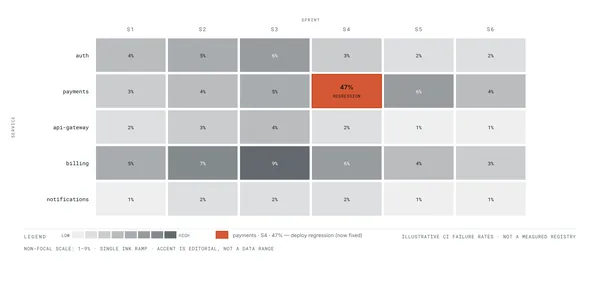 SPRINT
S1 S2 S3 S4 S5 S6
SERVICE
auth 4% 5% 6% 3% 2% 2%
payments 3% 4% 5% 47% 6% 4%
REGRESSION
api-gateway 2% 3% 4% 2% 1% 1%
billing 5% 7% 9% 6% 4% 3%
notifications 1% 2% 2% 2% 1% 1%
LEGEND LOW HIGH payments · S4 · 47% — deploy regression (now fixed) ILLUSTRATIVE CI FAILURE RATES · NOT A MEASURED REGISTRY
NON-FOCAL SCALE: 1–9% · SINGLE INK RAMP · ACCENT IS EDITORIAL, NOT A DATA RANGE